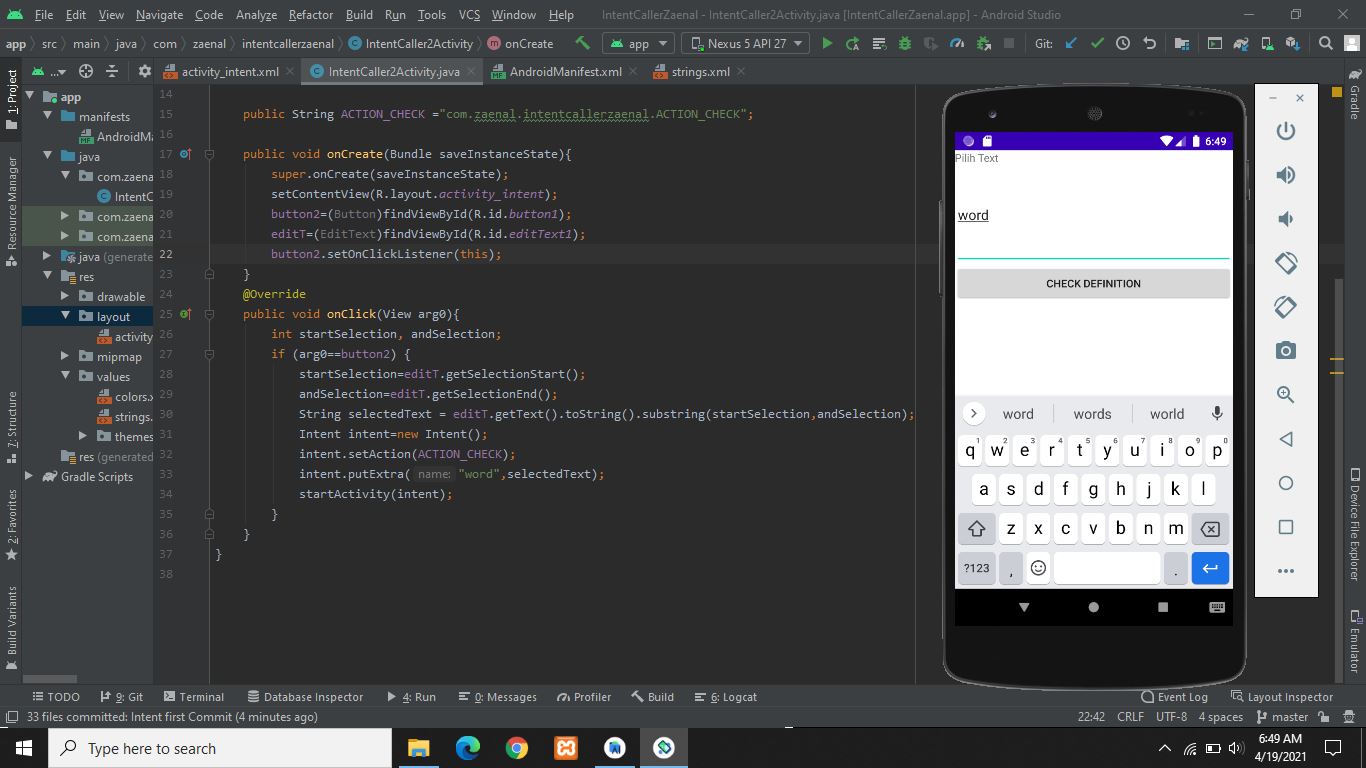 File Edit View Navigate Code Analyze Refactor Build Run Tools VCS Window Help IntentCallerZaenal - IntentCaller2Activity.java [IntentCallerZaenal.app] - Android Studio
app src main java com zaenal intentcallerzaenal IntentCaller2Activity onCreate app Nexus 5 API 27 Git:
1: Project
Resource Manager
7: Structure
2: Favorites
Build Variants
...
app
manifests
AndroidMa
java
com.zaena
IntentC
com.zaena
com.zaena
java (generate
res
drawable
layout
activity
mipmap
values
colors.x
strings.
themes
res (generated
Gradle Scripts
activity_intent.xml IntentCaller2Activity.java AndroidManifest.xml strings.xml
14
15 public String ACTION_CHECK ="com.zaenal.intentcallerzaenal.ACTION_CHECK";
16
17 public void onCreate(Bundle saveInstanceState){
18 super.onCreate(saveInstanceState);
19 setContentView(R.layout.activity_intent);
20 button2=(Button)findViewById(R.id.button1);
21 editT=(EditText)findViewById(R.id.editText1);
22 button2.setOnClickListener(this);
23 }
24 @Override
25 public void onClick(View arg0){
26 int startSelection, andSelection;
27 if (arg0==button2) {
28 startSelection=editT.getSelectionStart();
29 andSelection=editT.getSelectionEnd();
30 String selectedText = editT.getText().toString().substring(startSelection,andSelection);
31 Intent intent=new Intent();
32 intent.setAction(ACTION_CHECK);
33 intent.putExtra( name: "word",selectedText);
34 startActivity(intent);
35 }
36 }
37 }
38
6:49
Pilih Text
word
CHECK DEFINITION
word words world
q1 w2 e3 r4 t5 y6 u7 i8 o9 p0
a s d f g h j k l
z x c v b n m
?123 , .
Gradle
Device File Explorer
Emulator
TODO 9: Git Terminal Database Inspector 4: Run 0: Messages Profiler Build 6: Logcat Event Log Layout Inspector
33 files committed: Intent first Commit (4 minutes ago) 22:42 CRLF UTF-8 4 spaces master
Type here to search
6:49 AM
4/19/2021